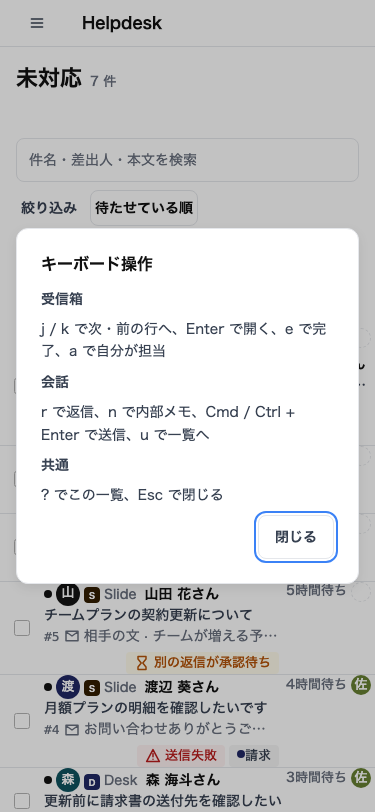 Helpdesk
未対応 7 件
件名・差出人・本文を検索
絞り込み 待たせている順
キーボード操作
受信箱
j / k で次・前の行へ、Enter で開く、e で完
了、a で自分が担当
会話
r で返信、n で内部メモ、Cmd / Ctrl +
Enter で送信、u で一覧へ
共通
? でこの一覧、Esc で閉じる
閉じる
山 S Slide 山田 花さん 5時間待ち
チームプランの契約更新について
#5 相手の文 · チームが増える予…
別の返信が承認待ち
渡 S Slide 渡辺 葵さん 4時間待ち 佐
月額プランの明細を確認したいです
#4 お問い合わせありがとうご…
送信失敗 請求
森 D Desk 森 海斗さん 3時間待ち 佐
更新前に請求書の送付先を確認したい